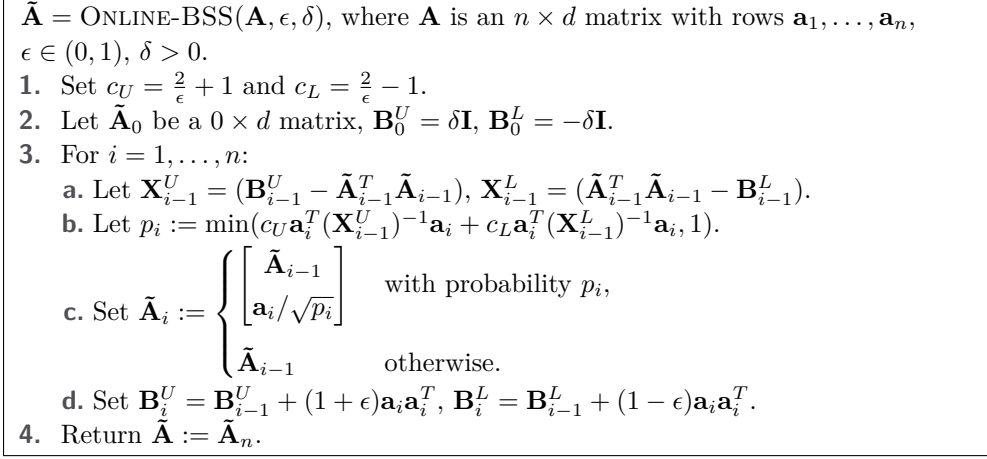 Ã = ONLINE-BSS(A, ϵ, δ), where A is an n × d matrix with rows a₁, . . . , aₙ,
ϵ ∈ (0, 1), δ > 0.
1. Set c_U = 2/ϵ + 1 and c_L = 2/ϵ − 1.
2. Let Ã₀ be a 0 × d matrix, B₀^U = δI, B₀^L = −δI.
3. For i = 1, . . . , n:
a. Let X_{i−1}^U = (B_{i−1}^U − Ã_{i−1}^T Ã_{i−1}), X_{i−1}^L = (Ã_{i−1}^T Ã_{i−1} − B_{i−1}^L).
b. Let p_i := min(c_U a_i^T (X_{i−1}^U)^{−1} a_i + c_L a_i^T (X_{i−1}^L)^{−1} a_i, 1).
c. Set Ã_i := { [Ã_{i−1} ; a_i/√p_i] with probability p_i,
Ã_{i−1} otherwise.
d. Set B_i^U = B_{i−1}^U + (1 + ϵ)a_i a_i^T, B_i^L = B_{i−1}^L + (1 − ϵ)a_i a_i^T.
4. Return Ã := Ãₙ.